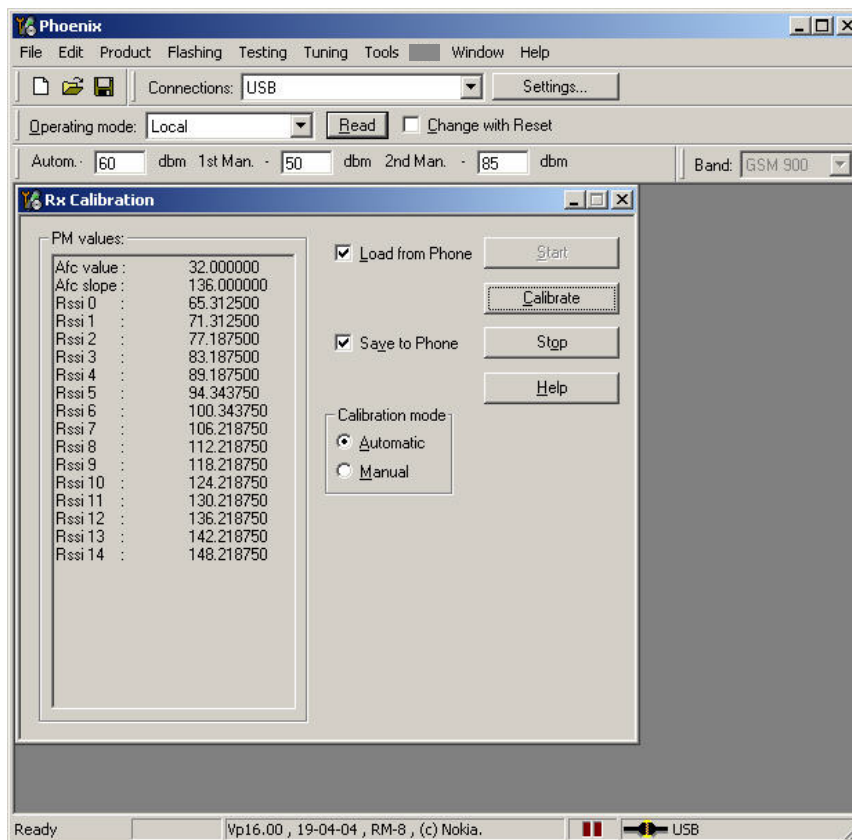 Phoenix
File Edit Product Flashing Testing Tuning Tools Window Help
Connections: USB Settings...
Operating mode: Local Read Change with Reset
Autom.- 60 dbm 1st Man. - 50 dbm 2nd Man. - 85 dbm Band: GSM 900
Rx Calibration
PM values:
Afc value : 32.000000
Afc slope : 136.000000
Rssi 0 : 65.312500
Rssi 1 : 71.312500
Rssi 2 : 77.187500
Rssi 3 : 83.187500
Rssi 4 : 89.187500
Rssi 5 : 94.343750
Rssi 6 : 100.343750
Rssi 7 : 106.218750
Rssi 8 : 112.218750
Rssi 9 : 118.218750
Rssi 10 : 124.218750
Rssi 11 : 130.218750
Rssi 12 : 136.218750
Rssi 13 : 142.218750
Rssi 14 : 148.218750
Load from Phone Start
Calibrate
Save to Phone Stop
Help
Calibration mode
Automatic
Manual
Ready Vp16.00 , 19-04-04 , RM-8 , (c) Nokia. USB